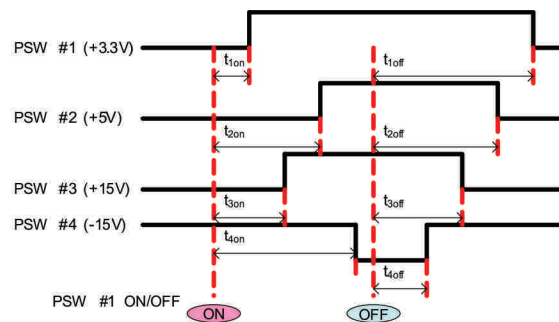 PSW #1 (+3.3V)
t1on
t1off
PSW #2 (+5V)
t2on
t2off
PSW #3 (+15V)
t3on
t3off
PSW #4 (-15V)
t4on
t4off
PSW #1 ON/OFF
ON
OFF